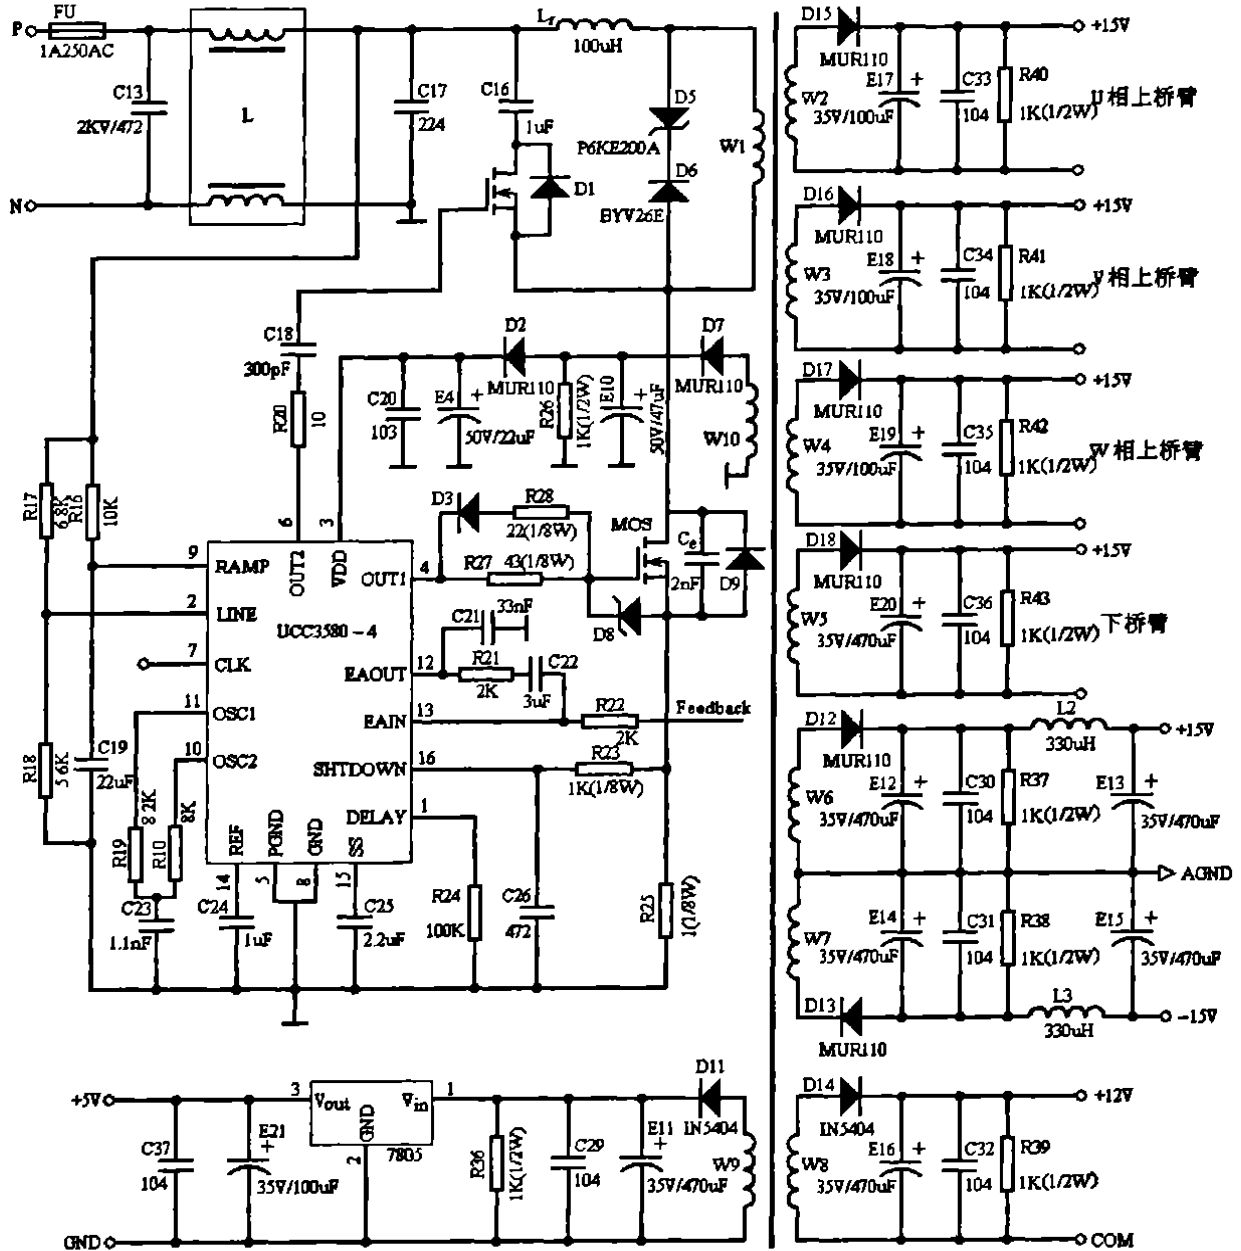 FU
P
1A250AC
C13
2KV/472
L
N
C17
224
C16
1uF
D1
Lr
100uH
D5
P6KE200A
D6
BYV26E
W1
C18
300pF
R20
10
D2
MUR110
D7
MUR110
C20
103
E4
+
50V/22uF
R26
1K(1/2W)
E10
+
50V/47uF
W10
R17
6.8K
R16
10K
R18
5.6K
C19
22uF
6
3
OUT2
VDD
9
RAMP
2
LINE
UCC3580-4
7
CLK
11
OSC1
10
OSC2
OUT1
4
EAOUT
12
EAIN
13
SHTDOWN
16
DELAY
1
REF
PGND
GND
SS
14
5
8
15
D3
R28
22(1/8W)
R27
43(1/8W)
MOS
Ce
2nF
D9
D8
C21
33nF
R21
2K
C22
3uF
R22
2K
Feedback
R23
1K(1/8W)
R19
8.2K
R10
8K
C23
1.1nF
C24
1uF
C25
2.2uF
R24
100K
C26
472
R25
1(1/8W)
+5V
3
Vout
Vin
1
GND
2
7805
C37
104
E21
+
35V/100uF
R36
1K(1/2W)
C29
104
E11
+
35V/470uF
D11
IN5404
W9
GND
D15
MUR110
W2
E17
+
35V/100uF
C33
104
R40
1K(1/2W)
+15V
U相上桥臂
D16
MUR110
W3
E18
+
35V/100uF
C34
104
R41
1K(1/2W)
+15V
V相上桥臂
D17
MUR110
W4
E19
+
35V/100uF
C35
104
R42
1K(1/2W)
+15V
W相上桥臂
D18
MUR110
W5
E20
+
35V/470uF
C36
104
R43
1K(1/2W)
+15V
下桥臂
D12
MUR110
W6
E12
+
35V/470uF
C30
104
R37
1K(1/2W)
L2
330uH
E13
+
35V/470uF
+15V
AGND
W7
E14
+
35V/470uF
C31
104
R38
1K(1/2W)
E15
+
35V/470uF
D13
MUR110
L3
330uH
-15V
D14
IN5404
W8
E16
+
35V/470uF
C32
104
R39
1K(1/2W)
+12V
COM